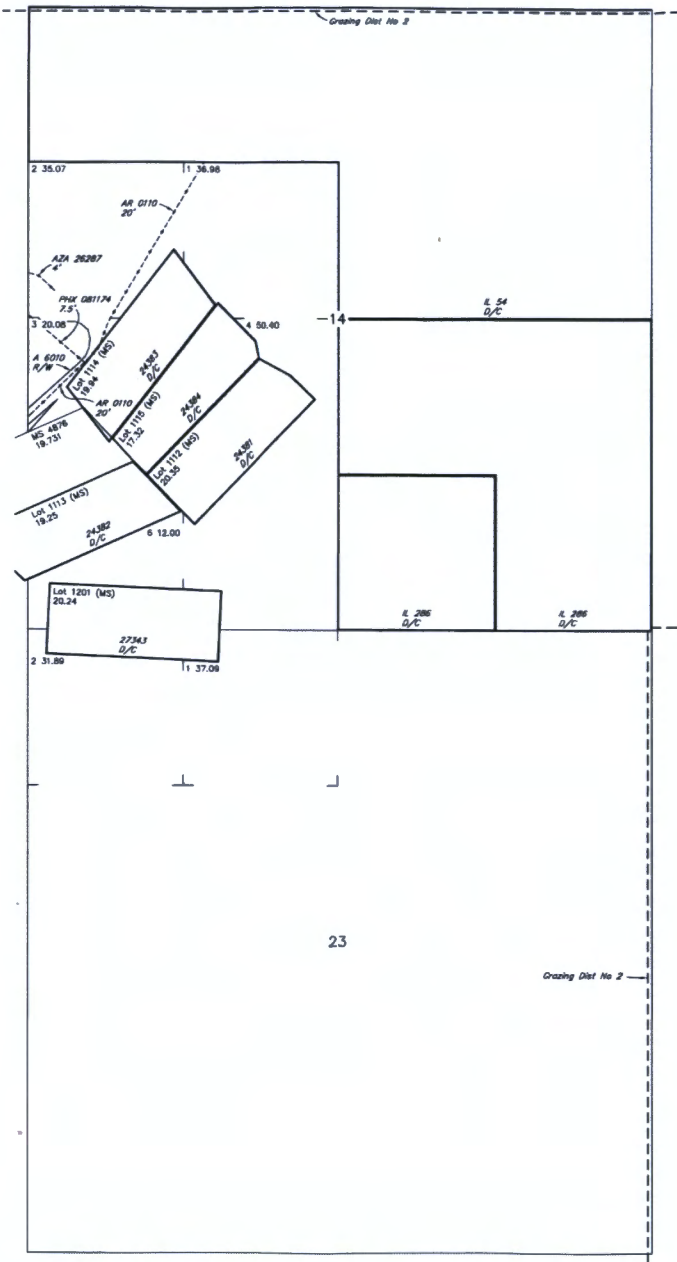 Grazing Dist No 2
2 35.07
1 36.98
AR 0110
20'
AZA 26287
4"
PHX 081174
7.5'
3 20.08
A 6010
R/W
Lot 1114 (MS)
19.94
24383
D/C
4 50.40
-14
IL 54
D/C
AR 0110
20'
Lot 1115 (MS)
17.32
24384
D/C
MS 4876
19.731
Lot 1112 (MS)
20.35
24381
D/C
Lot 1113 (MS)
19.25
24382
D/C
6 12.00
Lot 1201 (MS)
20.24
IL 286
D/C
IL 286
D/C
27343
D/C
2 31.89
1 37.09
23
Grazing Dist No 2